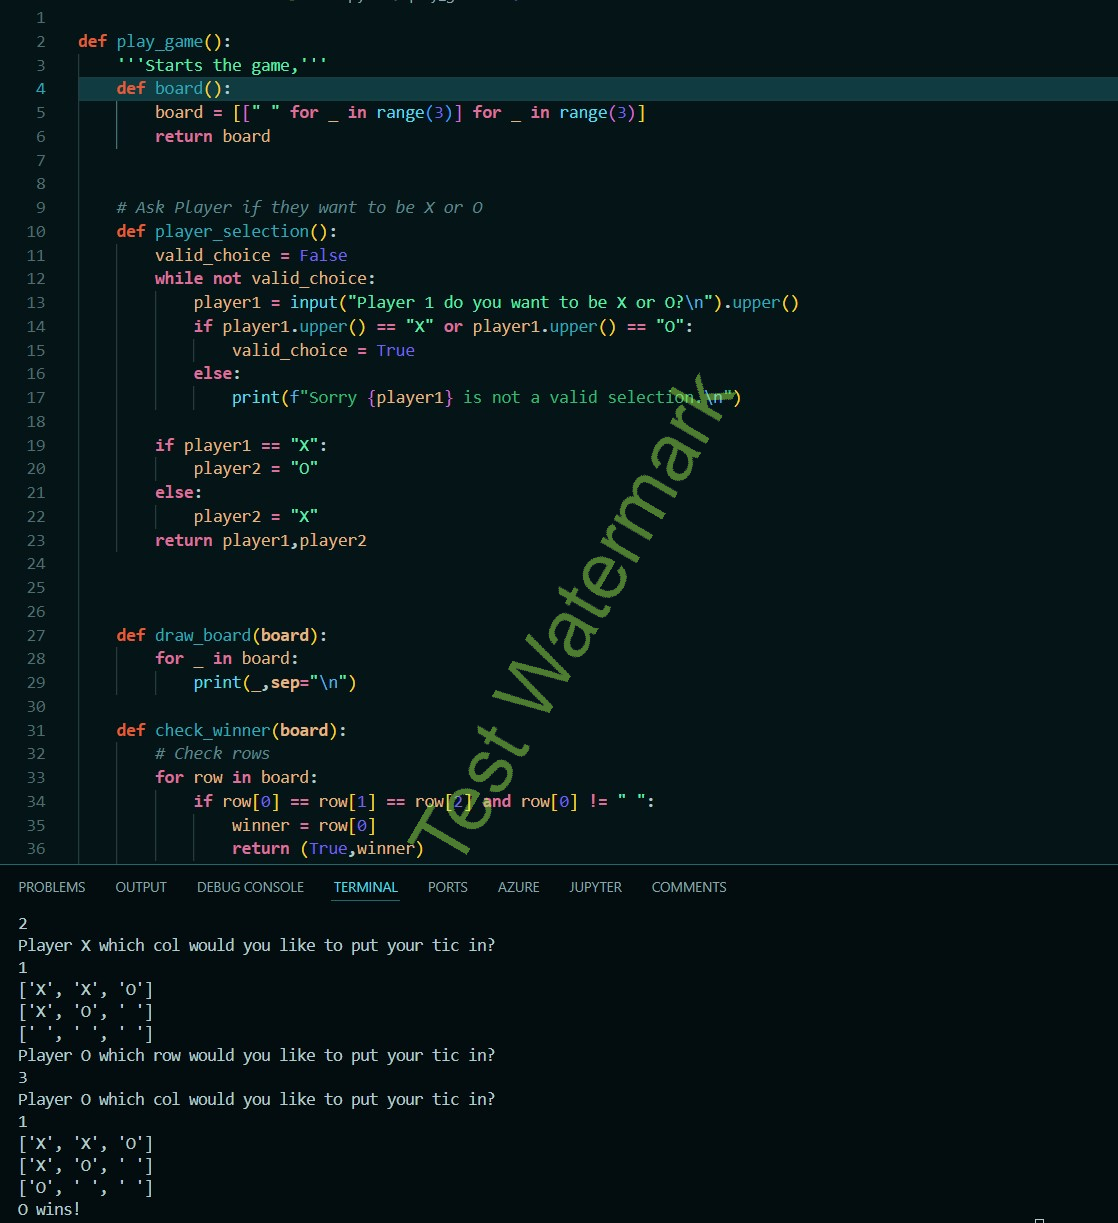 1
2 def play_game():
3 '''Starts the game,'''
4 def board():
5 board = [[" " for _ in range(3)] for _ in range(3)]
6 return board
7
8
9 # Ask Player if they want to be X or O
10 def player_selection():
11 valid_choice = False
12 while not valid_choice:
13 player1 = input("Player 1 do you want to be X or O?\n").upper()
14 if player1.upper() == "X" or player1.upper() == "O":
15 valid_choice = True
16 else:
17 print(f"Sorry {player1} is not a valid selection.\n")
18
19 if player1 == "X":
20 player2 = "O"
21 else:
22 player2 = "X"
23 return player1,player2
24
25
26
27 def draw_board(board):
28 for _ in board:
29 print(_,sep="\n")
30
31 def check_winner(board):
32 # Check rows
33 for row in board:
34 if row[0] == row[1] == row[2] and row[0] != " ":
35 winner = row[0]
36 return (True,winner)
Test Watermark
PROBLEMS OUTPUT DEBUG CONSOLE TERMINAL PORTS AZURE JUPYTER COMMENTS
2
Player X which col would you like to put your tic in?
1
['X', 'X', 'O']
['X', 'O', ' ']
[' ', ' ', ' ']
Player O which row would you like to put your tic in?
3
Player O which col would you like to put your tic in?
1
['X', 'X', 'O']
['X', 'O', ' ']
['O', ' ', ' ']
O wins!